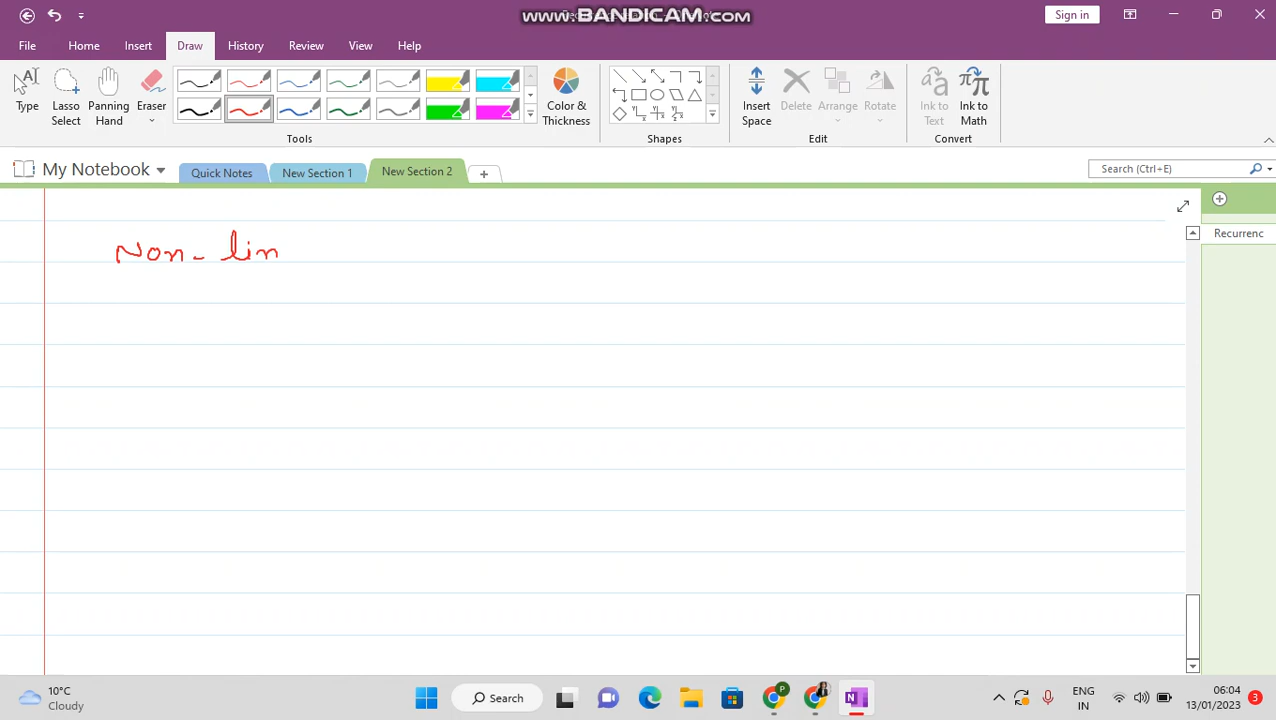 www.BANDICAM.com
Sign in
File Home Insert Draw History Review View Help
Type Lasso Select Panning Hand Eraser Color & Thickness Insert Space Delete Arrange Rotate Ink to Text Ink to Math
Tools Shapes Edit Convert
My Notebook Quick Notes New Section 1 New Section 2 + Search (Ctrl+E)
Recurrenc
Non- lin
10°C
Cloudy
Search
ENG
IN
06:04
13/01/2023
3